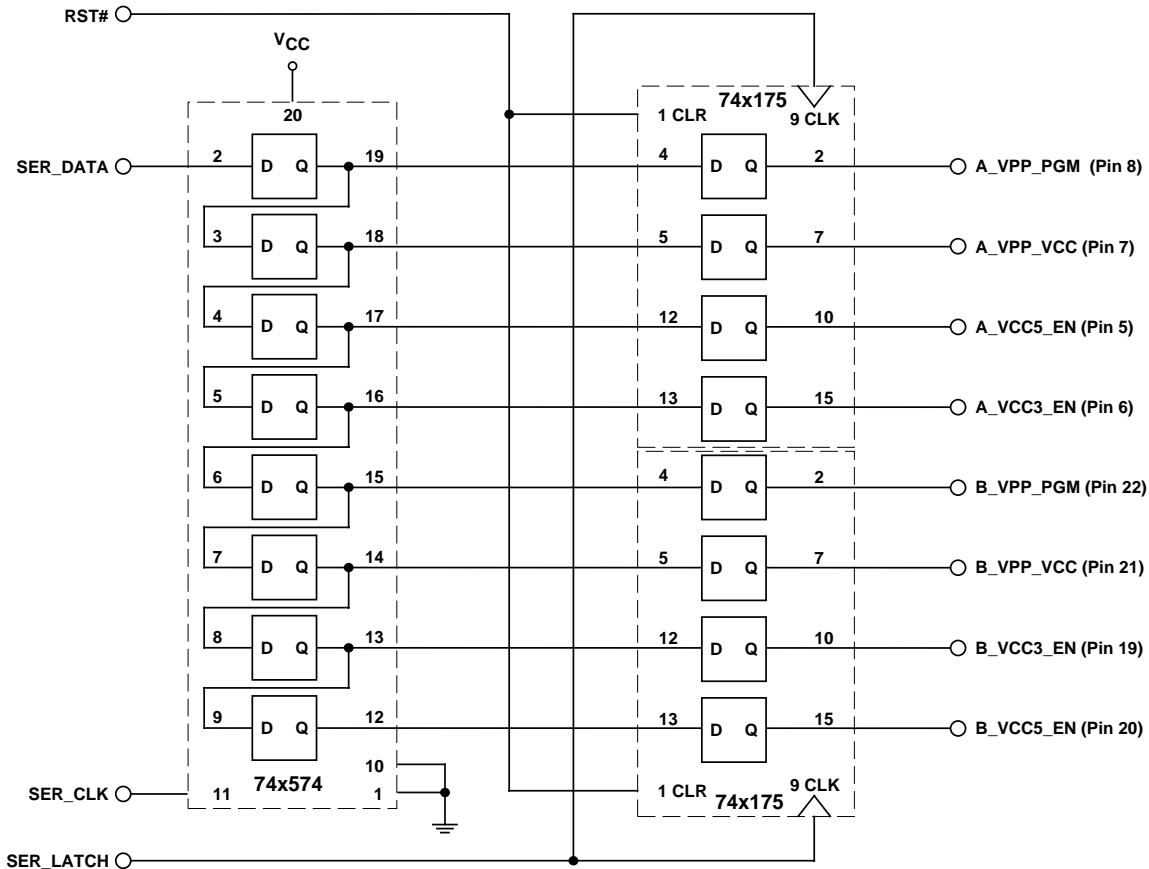 RST#
VCC
20
74x175
1 CLR
9 CLK
SER_DATA
2
D Q
19
4
D Q
2
A_VPP_PGM (Pin 8)
3
D Q
18
5
D Q
7
A_VPP_VCC (Pin 7)
4
D Q
17
12
D Q
10
A_VCC5_EN (Pin 5)
5
D Q
16
13
D Q
15
A_VCC3_EN (Pin 6)
6
D Q
15
4
D Q
2
B_VPP_PGM (Pin 22)
7
D Q
14
5
D Q
7
B_VPP_VCC (Pin 21)
8
D Q
13
12
D Q
10
B_VCC3_EN (Pin 19)
9
D Q
12
13
D Q
15
B_VCC5_EN (Pin 20)
10
74x574
SER_CLK
11
1
1 CLR
74x175
9 CLK
SER_LATCH